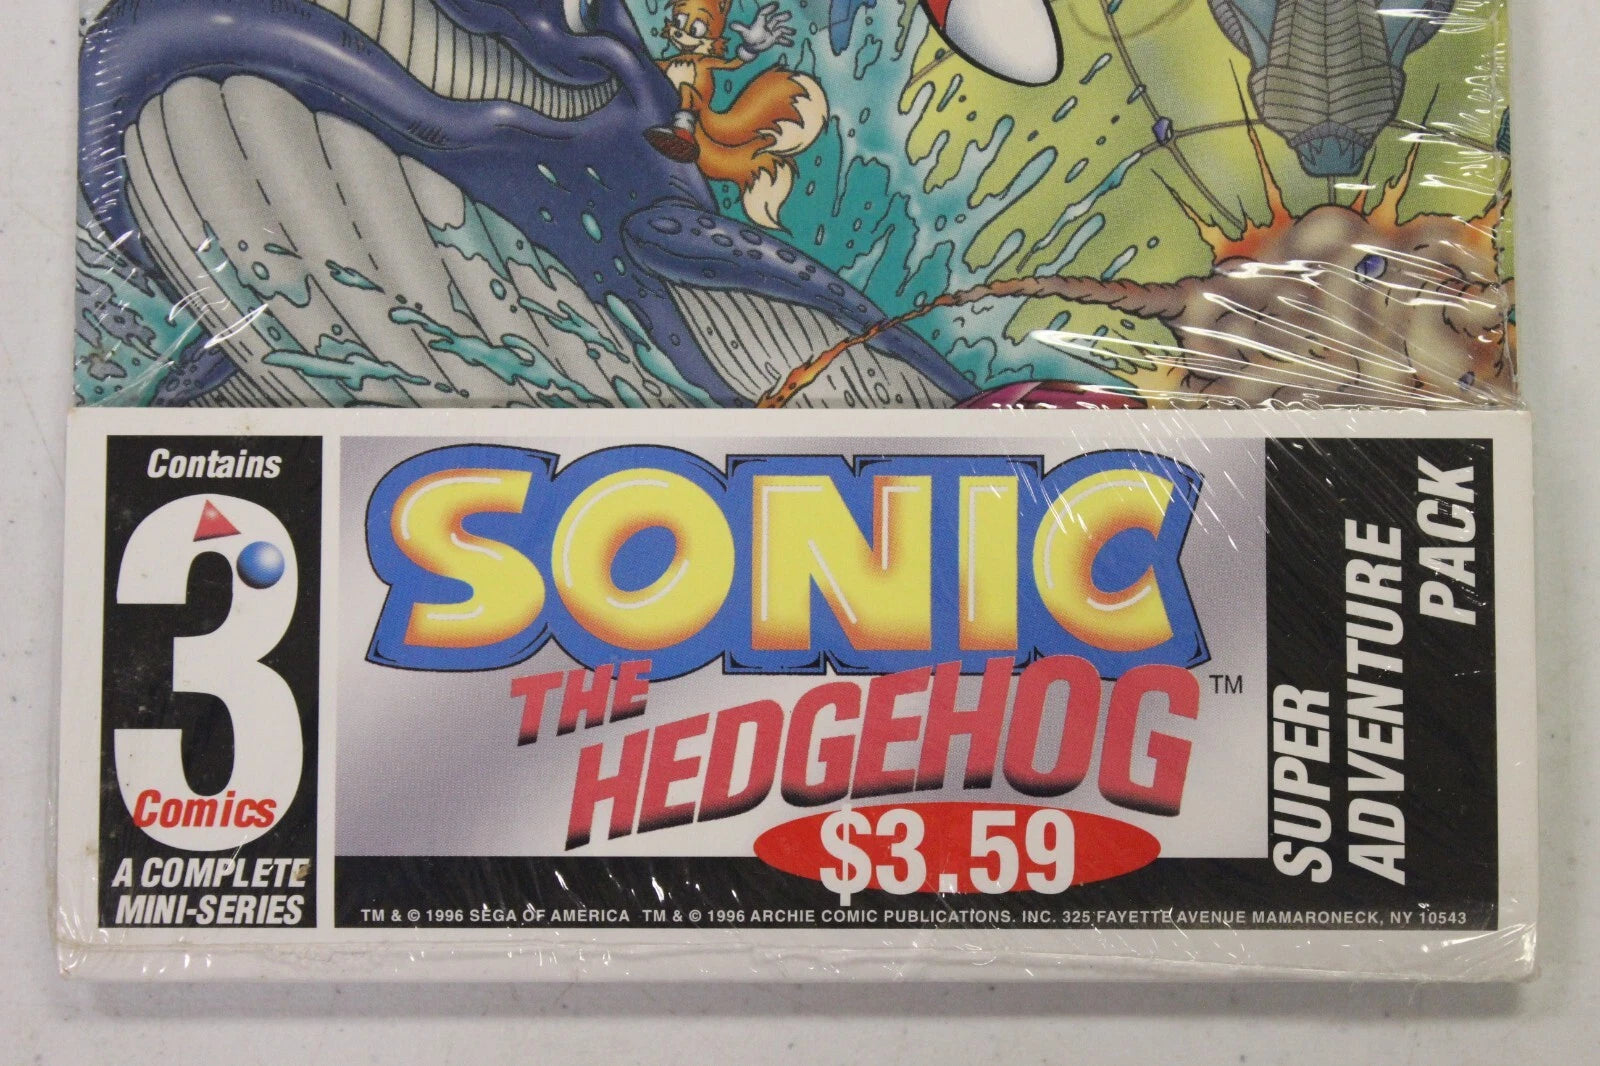 Contains
3
Comics
A COMPLETE
MINI-SERIES
SONIC
THE
HEDGEHOG
TM
$3.59
SUPER
ADVENTURE
PACK
TM & © 1996 SEGA OF AMERICA TM & © 1996 ARCHIE COMIC PUBLICATIONS. INC. 325 FAYETTE AVENUE MAMARONECK, NY 10543